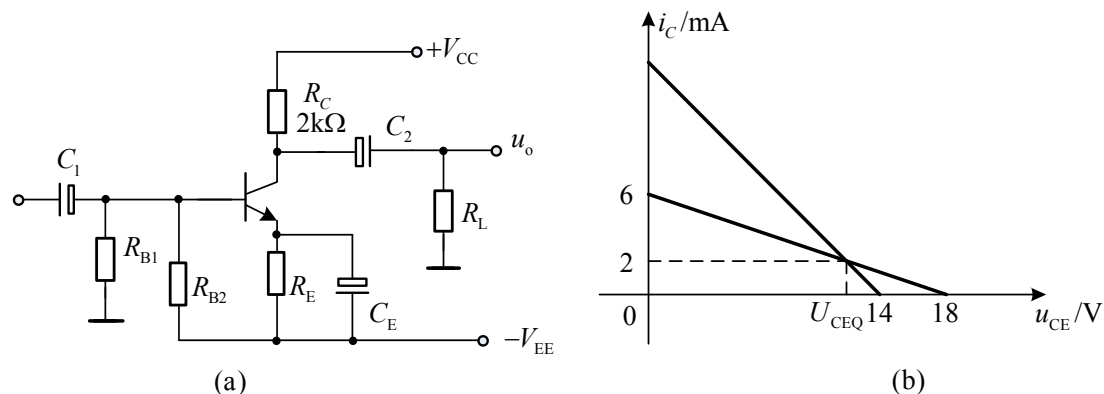 +V_CC
R_C
2kΩ
C_2
u_o
C_1
R_L
R_B1
R_B2
R_E
C_E
−V_EE
(a)
i_C/mA
6
2
0
U_CEQ
14
18
u_CE/V
(b)